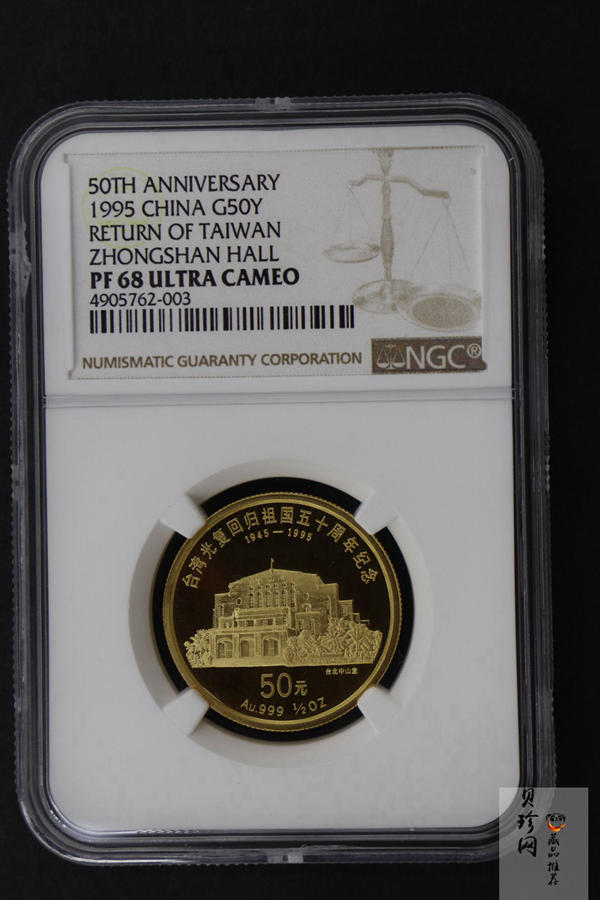 50TH ANNIVERSARY
1995 CHINA G50Y
RETURN OF TAIWAN
ZHONGSHAN HALL
PF 68 ULTRA CAMEO
4905762-003
NUMISMATIC GUARANTY CORPORATION
NGC®
台湾光复回归祖国五十周年纪念
1945—1995
台北中山堂
50元
Au.999 ½OZ
贝珍网
藏品推荐